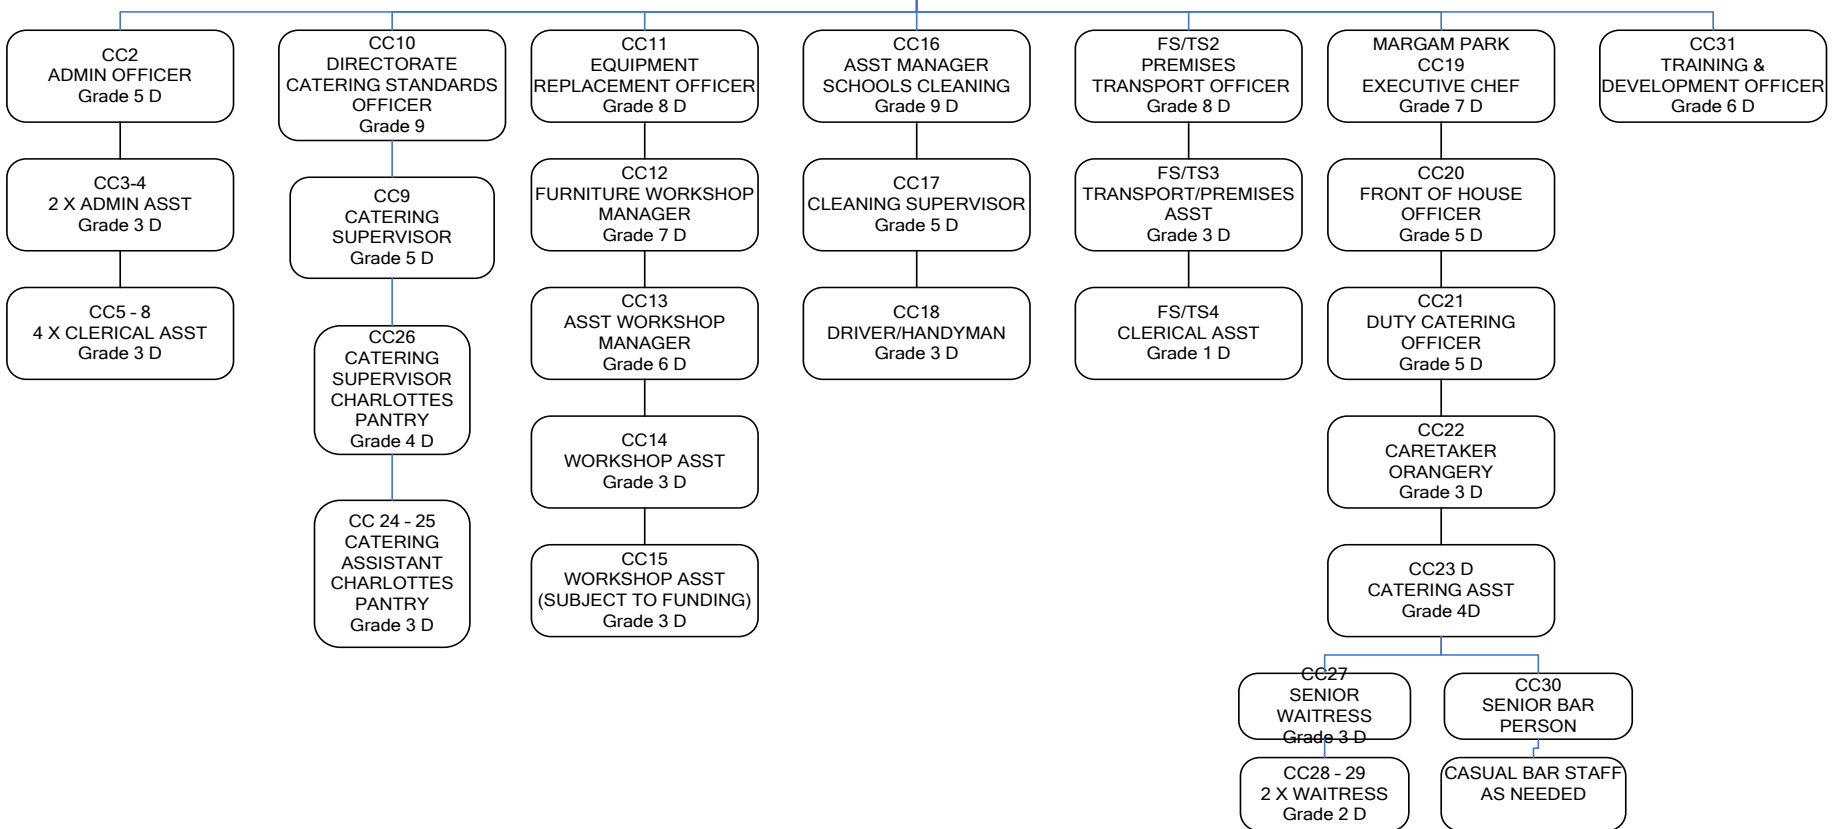 CC2
ADMIN OFFICER
Grade 5 D
CC3-4
2 X ADMIN ASST
Grade 3 D
CC5 - 8
4 X CLERICAL ASST
Grade 3 D
CC10
DIRECTORATE
CATERING STANDARDS
OFFICER
Grade 9
CC9
CATERING
SUPERVISOR
Grade 5 D
CC26
CATERING
SUPERVISOR
CHARLOTTES
PANTRY
Grade 4 D
CC 24 - 25
CATERING
ASSISTANT
CHARLOTTES
PANTRY
Grade 3 D
CC11
EQUIPMENT
REPLACEMENT OFFICER
Grade 8 D
CC12
FURNITURE WORKSHOP
MANAGER
Grade 7 D
CC13
ASST WORKSHOP
MANAGER
Grade 6 D
CC14
WORKSHOP ASST
Grade 3 D
CC15
WORKSHOP ASST
(SUBJECT TO FUNDING)
Grade 3 D
CC16
ASST MANAGER
SCHOOLS CLEANING
Grade 9 D
CC17
CLEANING SUPERVISOR
Grade 5 D
CC18
DRIVER/HANDYMAN
Grade 3 D
FS/TS2
PREMISES
TRANSPORT OFFICER
Grade 8 D
FS/TS3
TRANSPORT/PREMISES
ASST
Grade 3 D
FS/TS4
CLERICAL ASST
Grade 1 D
MARGAM PARK
CC19
EXECUTIVE CHEF
Grade 7 D
CC20
FRONT OF HOUSE
OFFICER
Grade 5 D
CC21
DUTY CATERING
OFFICER
Grade 5 D
CC22
CARETAKER
ORANGERY
Grade 3 D
CC23 D
CATERING ASST
Grade 4D
CC27
SENIOR
WAITRESS
Grade 3 D
CC28 - 29
2 X WAITRESS
Grade 2 D
CC30
SENIOR BAR
PERSON
CASUAL BAR STAFF
AS NEEDED
CC31
TRAINING &
DEVELOPMENT OFFICER
Grade 6 D